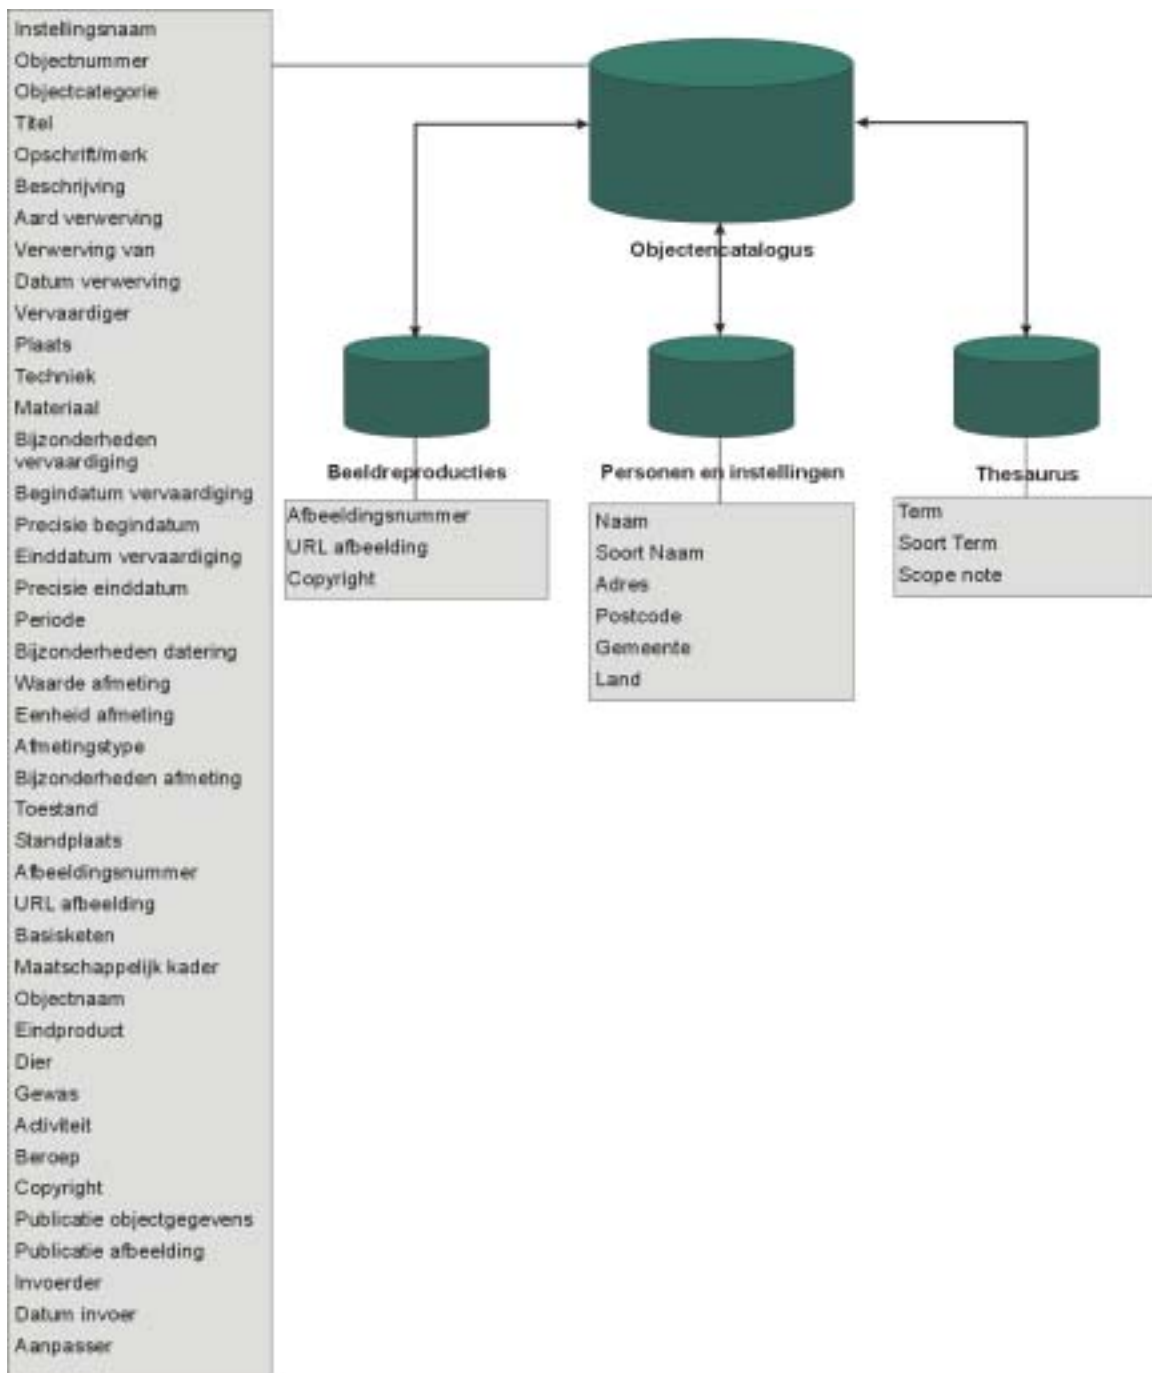 Instellingsnaam
Objectnummer
Objectcategorie
Titel
Opschrift/merk
Beschrijving
Aard verwerving
Verwerving van
Datum verwerving
Vervaardiger
Plaats
Techniek
Materiaal
Bijzonderheden
vervaardiging
Begindatum vervaardiging
Precisie begindatum
Einddatum vervaardiging
Precisie einddatum
Periode
Bijzonderheden datering
Waarde afmeting
Eenheid afmeting
Afmetingstype
Bijzonderheden afmeting
Toestand
Standplaats
Afbeeldingsnummer
URL afbeelding
Basisketen
Maatschappelijk kader
Objectnaam
Eindproduct
Dier
Gewas
Activiteit
Beroep
Copyright
Publicatie objectgegevens
Publicatie afbeelding
Invoerder
Datum invoer
Aanpasser
Objectencatalogus
Beeldreproducties
Afbeeldingsnummer
URL afbeelding
Copyright
Personen en instellingen
Naam
Soort Naam
Adres
Postcode
Gemeente
Land
Thesaurus
Term
Soort Term
Scope note